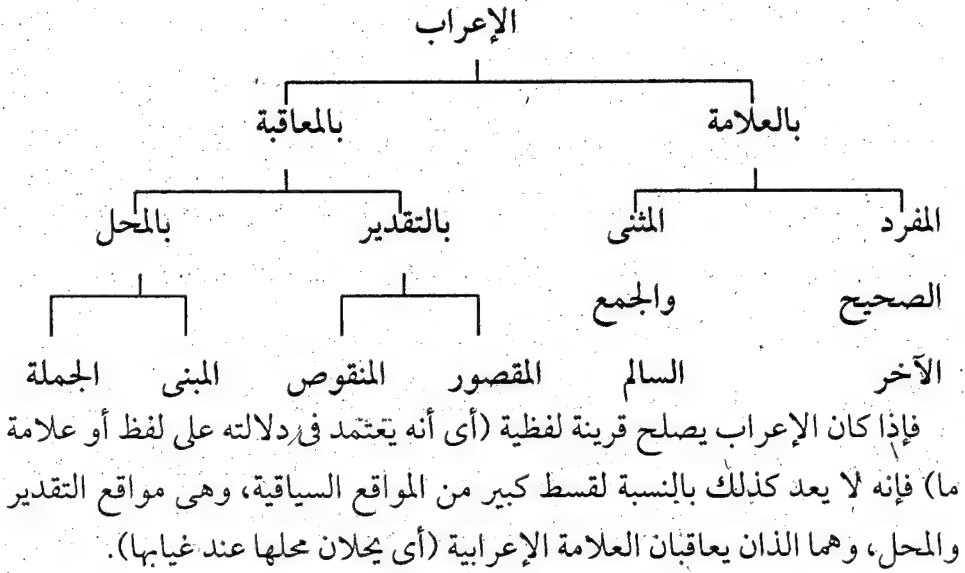 الإعراب
بالعلامة بالمعاقبة
المفرد المثنى بالتقدير بالمحل
الصحيح والجمع
الآخر السالم المقصور المنقوص المبنى الجملة
فإذا كان الإعراب يصلح قرينة لفظية (أى أنه يعتمد فى دلالته على لفظ أو علامة
ما) فإنه لا يعد كذلك بالنسبة لقسط كبير من المواقع السياقية، وهى مواقع التقدير
والمحل، وهما الذان يعاقبان العلامة الإعرابية (أى يحلان محلها عند غيابها).